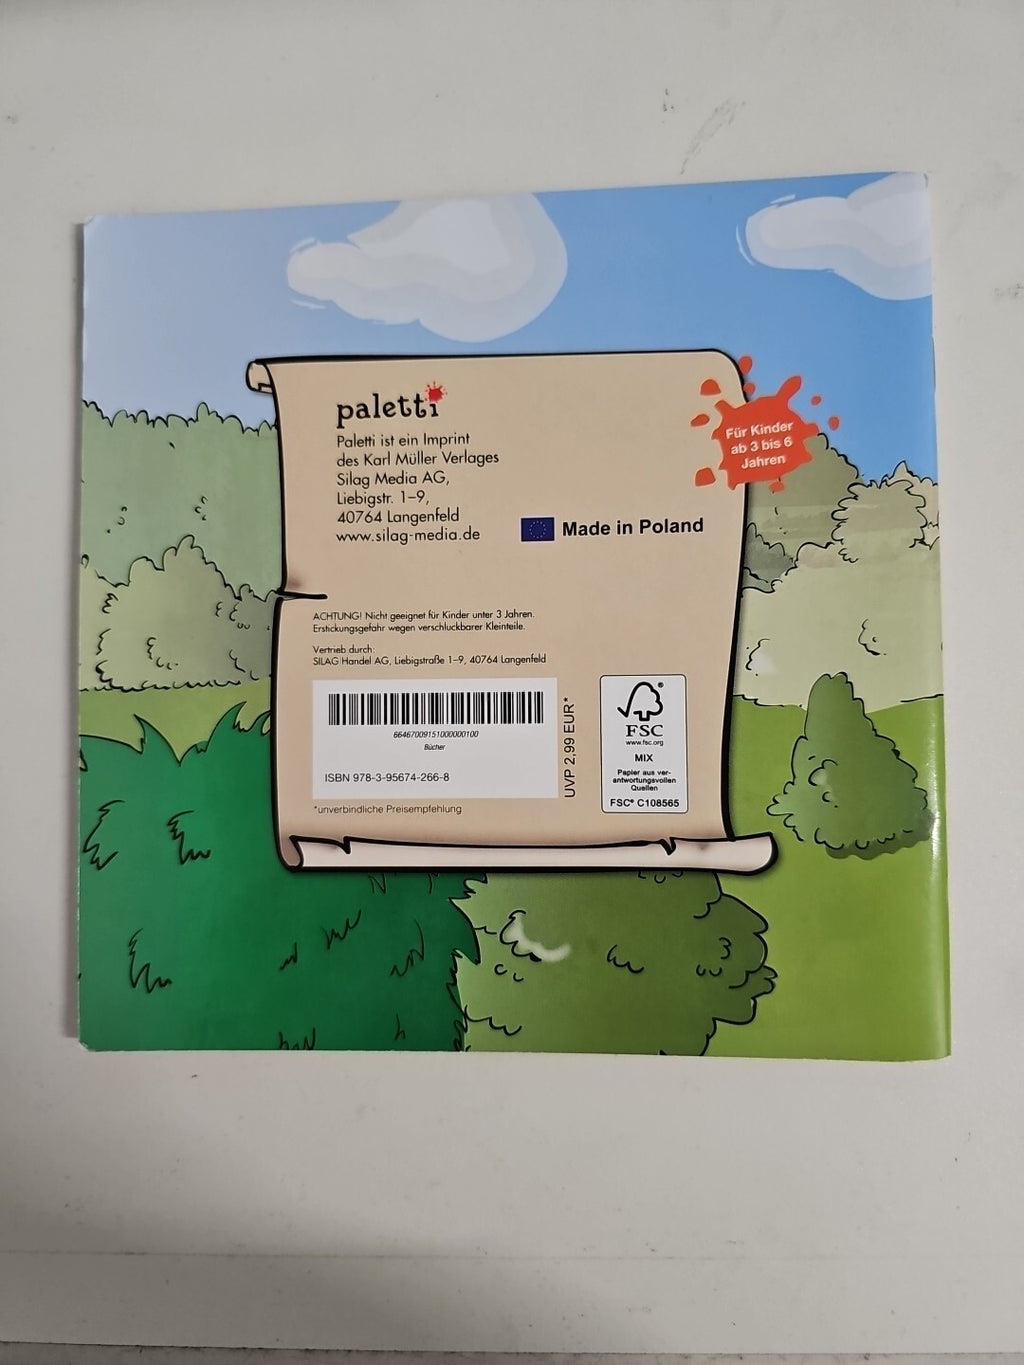 paletti
Paletti ist ein Imprint
des Karl Müller Verlages
Silag Media AG,
Liebigstr. 1–9,
40764 Langenfeld
www.silag-media.de
Für Kinder
ab 3 bis 6
Jahren
Made in Poland
ACHTUNG! Nicht geeignet für Kinder unter 3 Jahren.
Erstickungsgefahr wegen verschluckbarer Kleinteile.
Vertrieb durch:
SILAG Handel AG, Liebigstraße 1–9, 40764 Langenfeld
66467009151000000100
Bücher
ISBN 978-3-95674-266-8
UVP 2,99 EUR*
*unverbindliche Preisempfehlung
®
FSC
www.fsc.org
MIX
Papier aus ver-
antwortungsvollen
Quellen
FSC® C108565